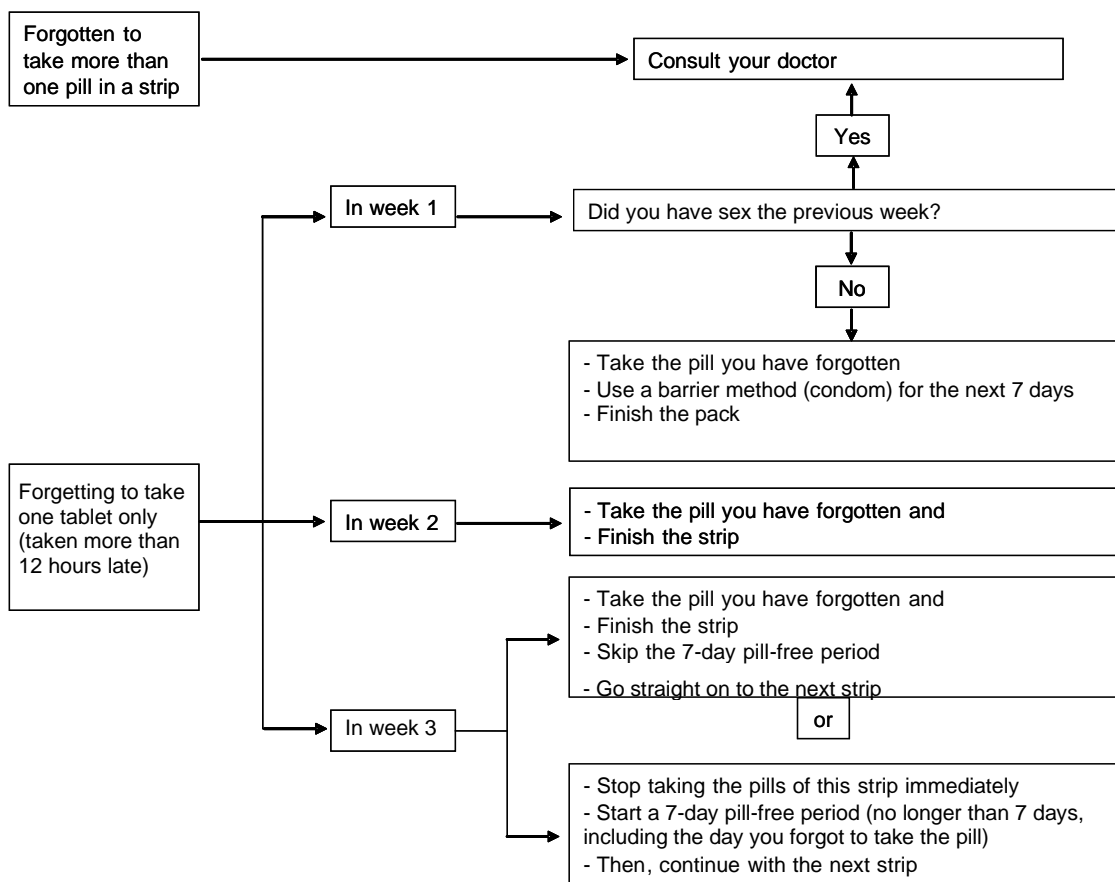 Forgotten to
take more than
one pill in a strip
Consult your doctor
Yes
In week 1
Did you have sex the previous week?
No
- Take the pill you have forgotten
- Use a barrier method (condom) for the next 7 days
- Finish the pack
Forgetting to take
one tablet only
(taken more than
12 hours late)
In week 2
- Take the pill you have forgotten and
- Finish the strip
- Take the pill you have forgotten and
- Finish the strip
- Skip the 7-day pill-free period
- Go straight on to the next strip
or
In week 3
- Stop taking the pills of this strip immediately
- Start a 7-day pill-free period (no longer than 7 days,
including the day you forgot to take the pill)
- Then, continue with the next strip